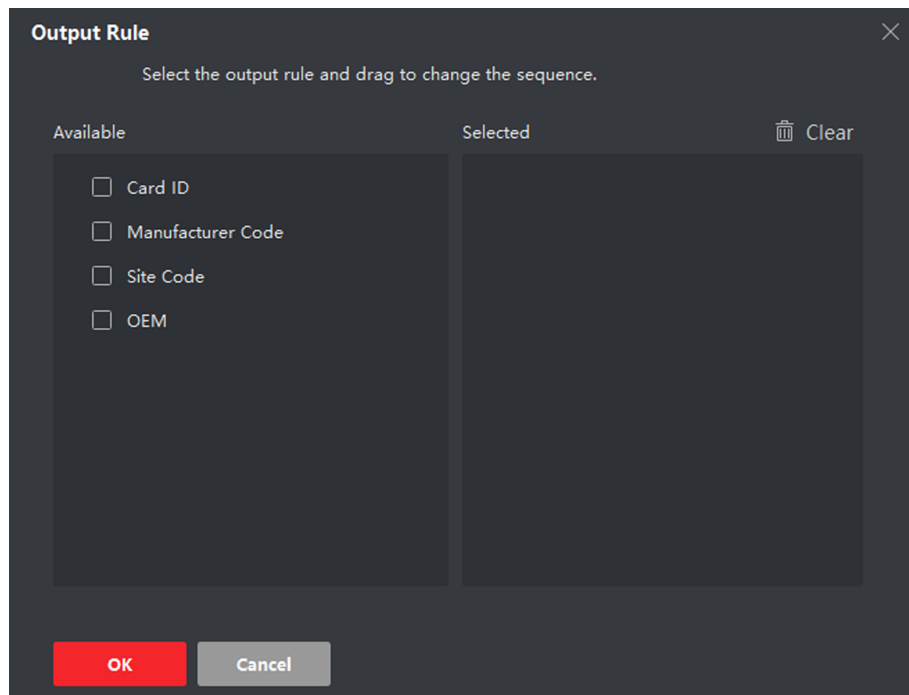 Output Rule
Select the output rule and drag to change the sequence.
Available
Selected
Clear
Card ID
Manufacturer Code
Site Code
OEM
OK
Cancel